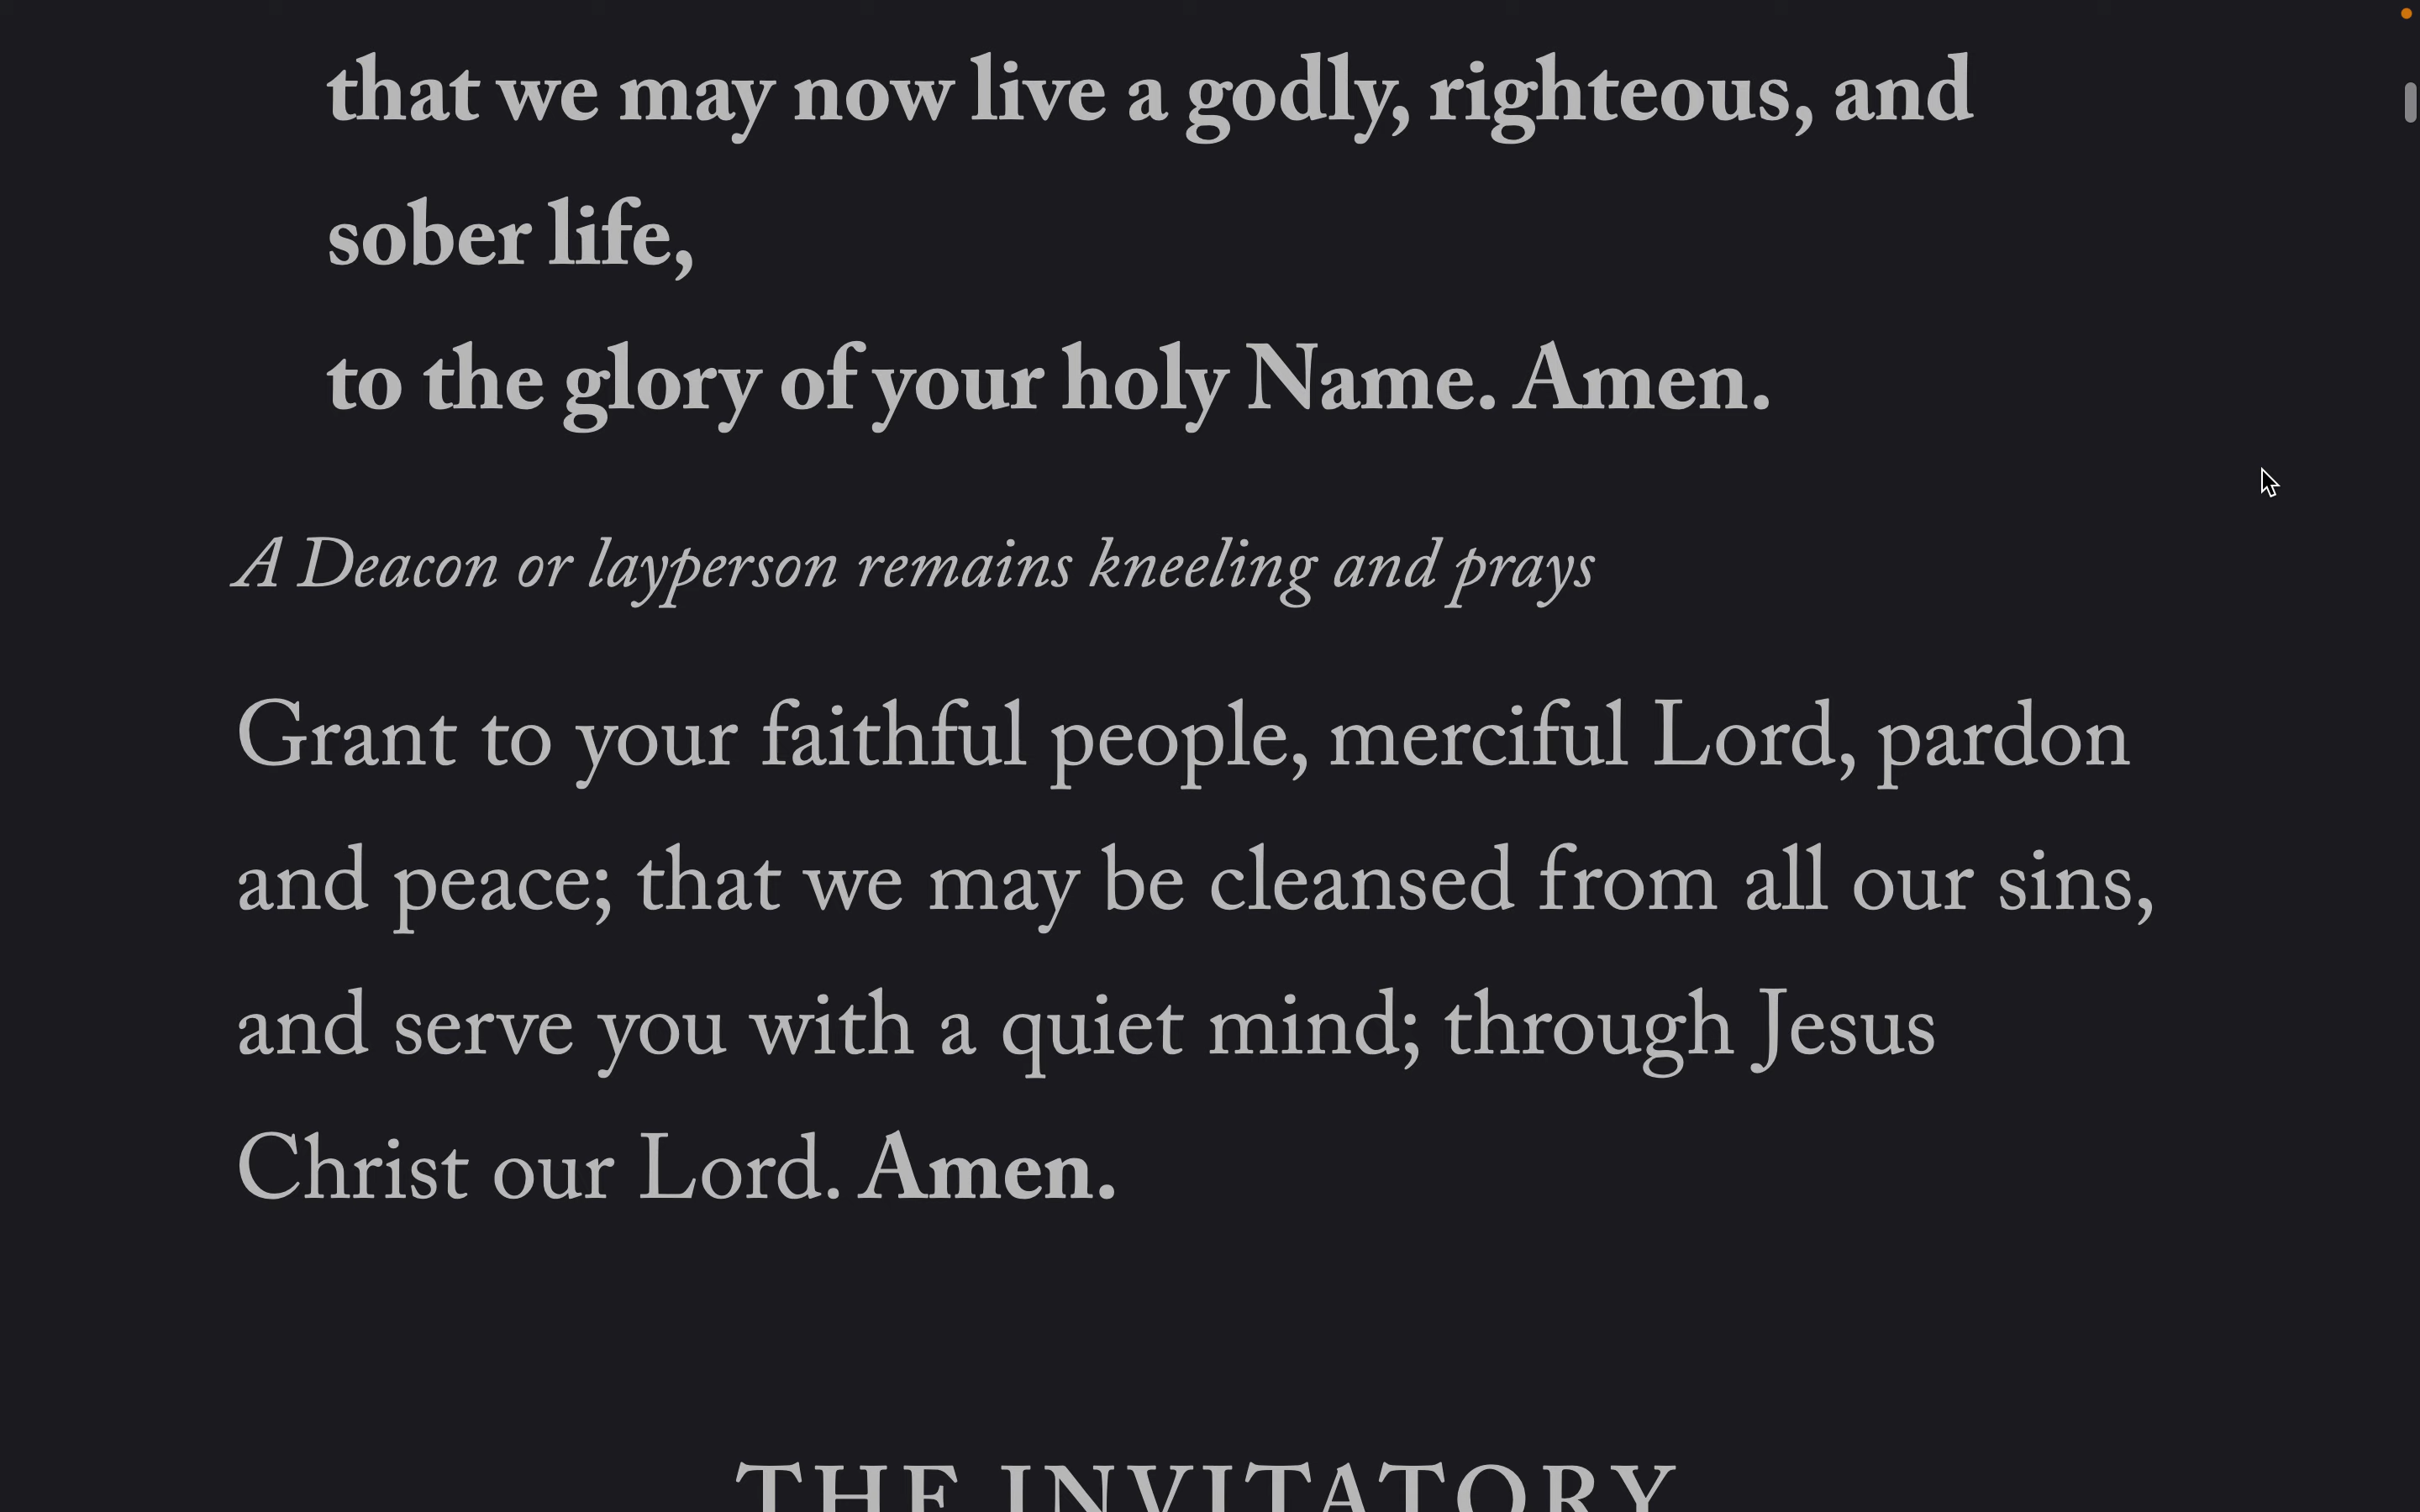 that we may now live a godly, righteous, and
sober life,
to the glory of your holy Name. Amen.
A Deacon or layperson remains kneeling and prays
Grant to your faithful people, merciful Lord, pardon
and peace; that we may be cleansed from all our sins,
and serve you with a quiet mind; through Jesus
Christ our Lord. Amen.
THE INVITATORY